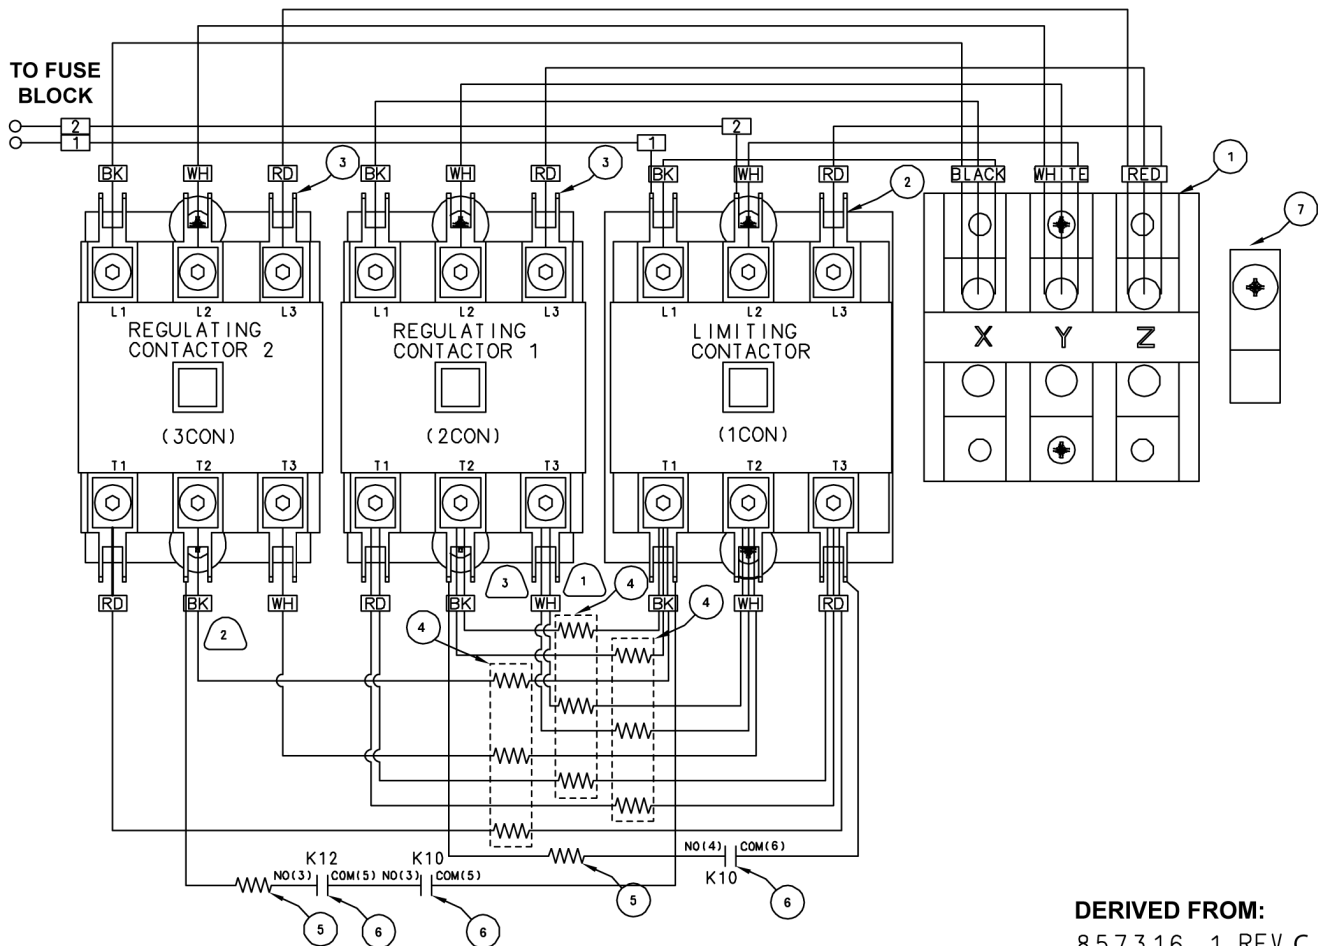 TO FUSE
BLOCK
2
1
2
1
BK WH RD 3
BK WH RD 3
BK WH RD 2
BLACK WHITE RED 1
7
L1 L2 L3
L1 L2 L3
L1 L2 L3
REGULATING
CONTACTOR 2
(3CON)
REGULATING
CONTACTOR 1
(2CON)
LIMITING
CONTACTOR
(1CON)
X Y Z
T1 T2 T3
T1 T2 T3
T1 T2 T3
RD BK WH
RD BK WH
BK WH RD
2
3
1
4
4
4
NO(4) COM(6)
K10
K12
NO(3) COM(5)
K10
NO(3) COM(5)
5
6
6
5
6
DERIVED FROM:
857316 1 REV C